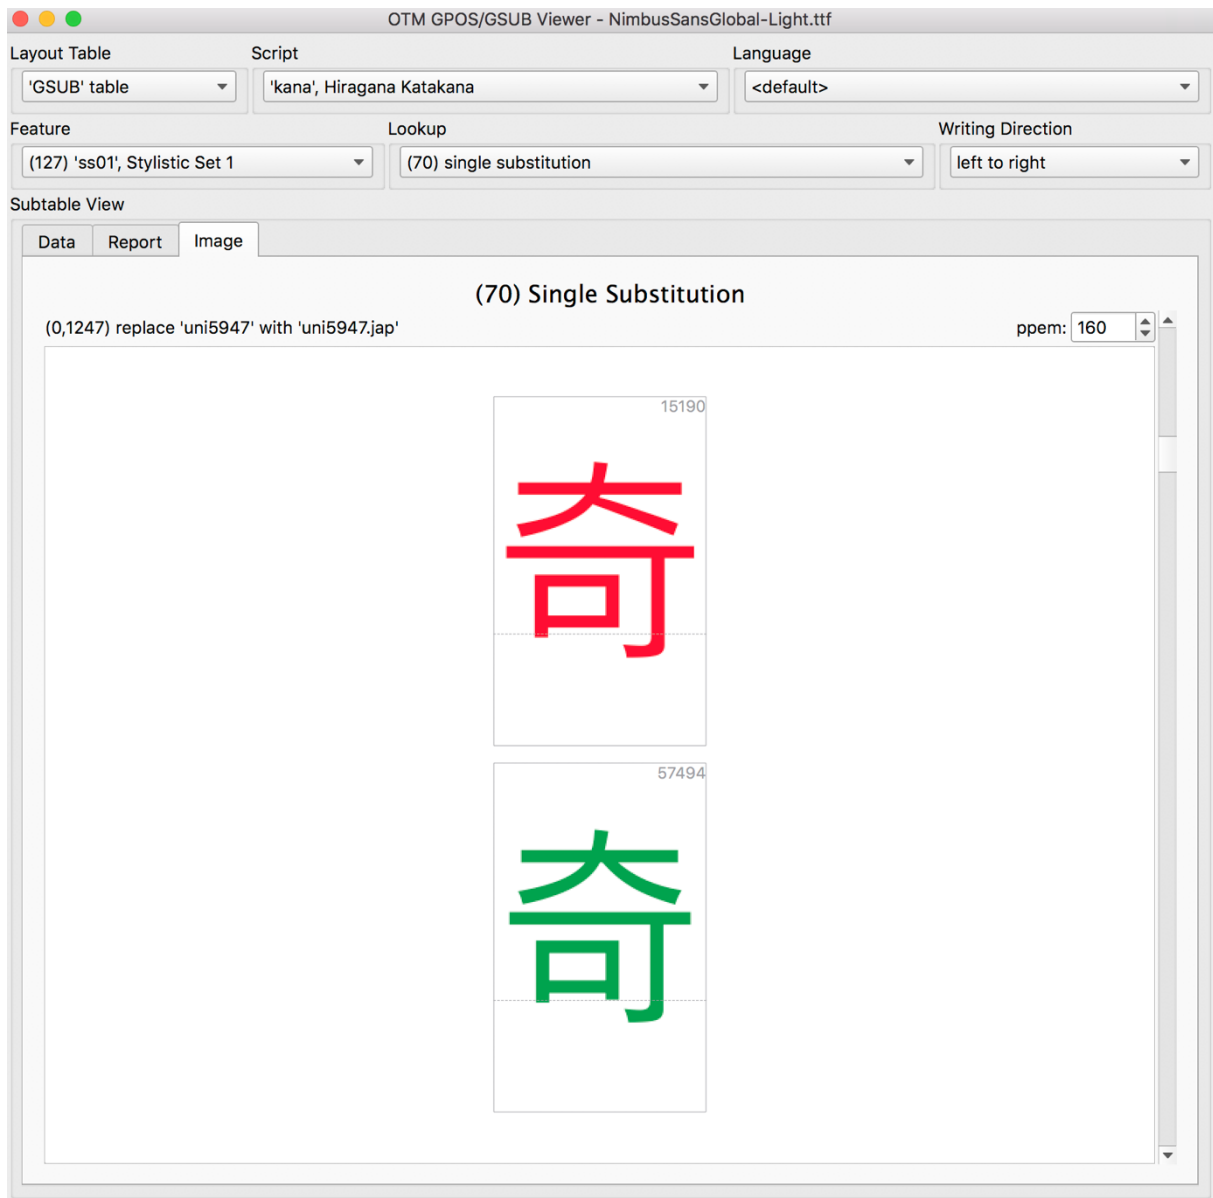 OTM GPOS/GSUB Viewer - NimbusSansGlobal-Light.ttf
Layout Table Script Language
'GSUB' table 'kana', Hiragana Katakana <default>
Feature Lookup Writing Direction
(127) 'ss01', Stylistic Set 1 (70) single substitution left to right
Subtable View
Data Report Image
(70) Single Substitution
(0,1247) replace 'uni5947' with 'uni5947.jap' ppem: 160
15190
奇
57494
奇